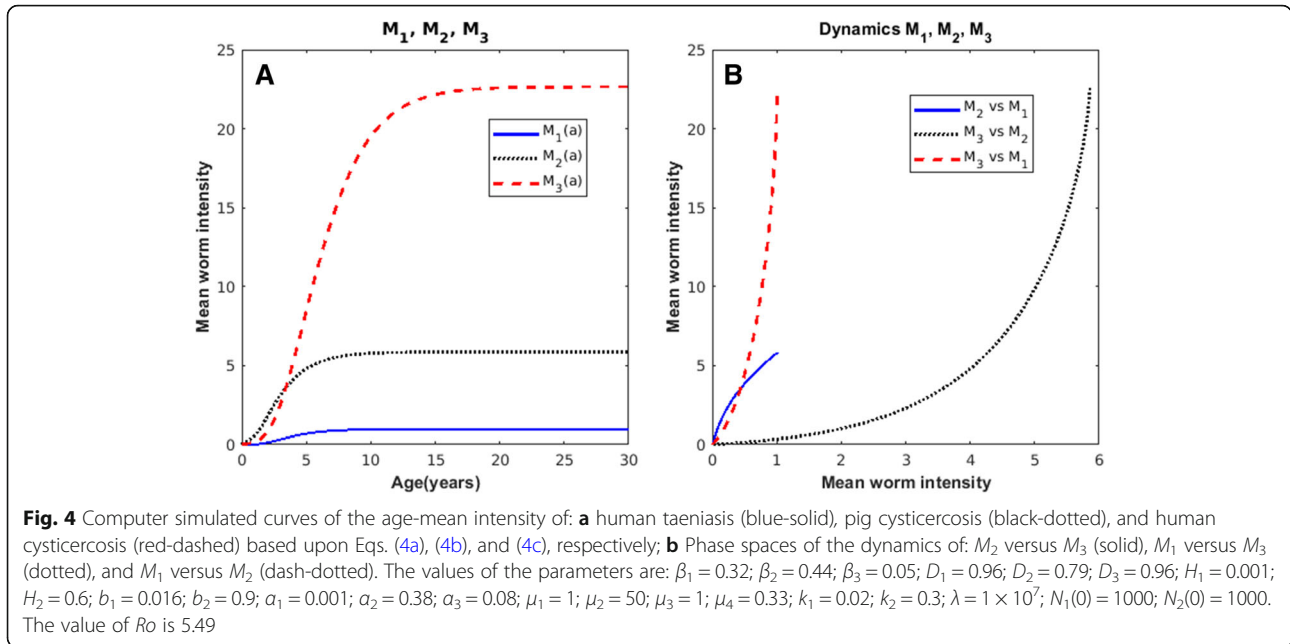 M₁, M₂, M₃
A
25
20
15
10
5
0
Mean worm intensity
M₁(a)
M₂(a)
M₃(a)
0 5 10 15 20 25 30
Age(years)
Dynamics M₁, M₂, M₃
B
25
20
15
10
5
0
Mean worm intensity
M₂ vs M₁
M₃ vs M₂
M₃ vs M₁
0 1 2 3 4 5 6
Mean worm intensity
Fig. 4 Computer simulated curves of the age-mean intensity of: a human taeniasis (blue-solid), pig cysticercosis (black-dotted), and human
cysticercosis (red-dashed) based upon Eqs. (4a), (4b), and (4c), respectively; b Phase spaces of the dynamics of: M₂ versus M₃ (solid), M₁ versus M₃
(dotted), and M₁ versus M₂ (dash-dotted). The values of the parameters are: β₁ = 0.32; β₂ = 0.44; β₃ = 0.05; D₁ = 0.96; D₂ = 0.79; D₃ = 0.96; H₁ = 0.001;
H₂ = 0.6; b₁ = 0.016; b₂ = 0.9; α₁ = 0.001; α₂ = 0.38; α₃ = 0.08; μ₁ = 1; μ₂ = 50; μ₃ = 1; μ₄ = 0.33; k₁ = 0.02; k₂ = 0.3; λ = 1 × 10⁷; N₁(0) = 1000; N₂(0) = 1000.
The value of Ro is 5.49